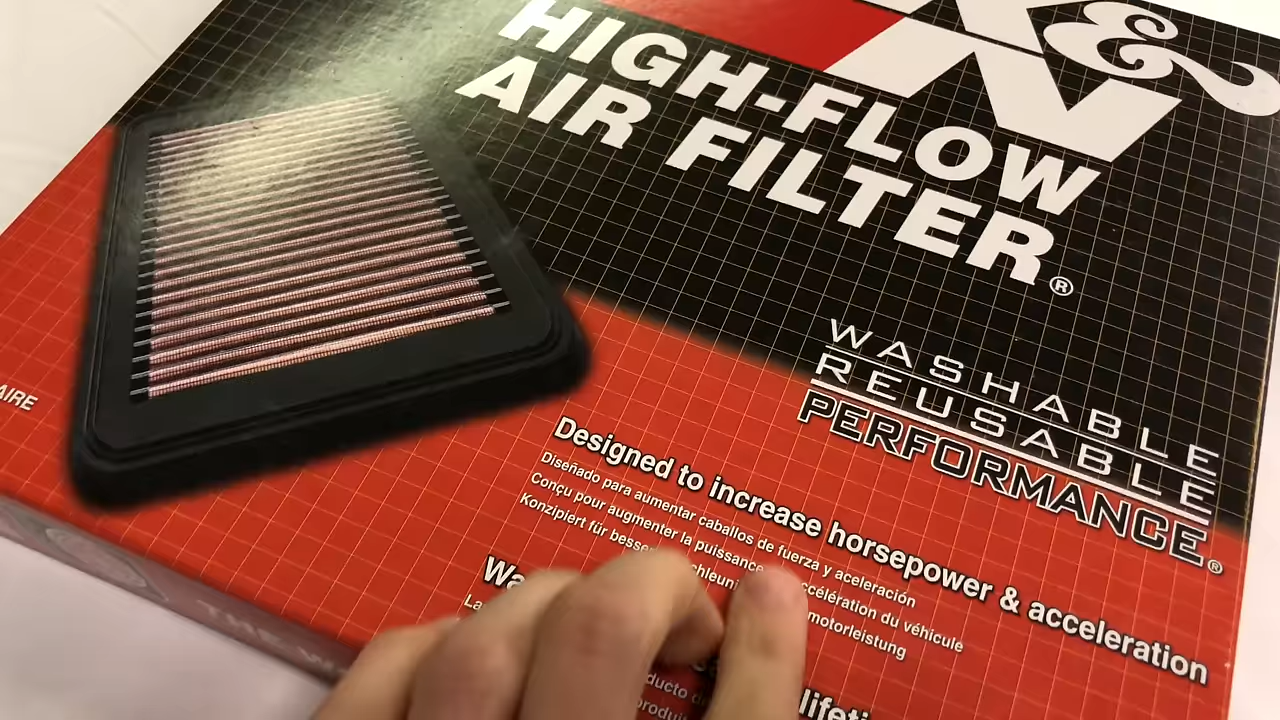 K&N
HIGH-FLOW
AIR FILTER®
WASHABLE
REUSABLE
PERFORMANCE®
AIRE
Designed to increase horsepower & acceleration
Diseñado para aumentar caballos de fuerza y aceleración
Conçu pour augmenter la puissance accélération du véhicule
Konzipiert für motorleistung